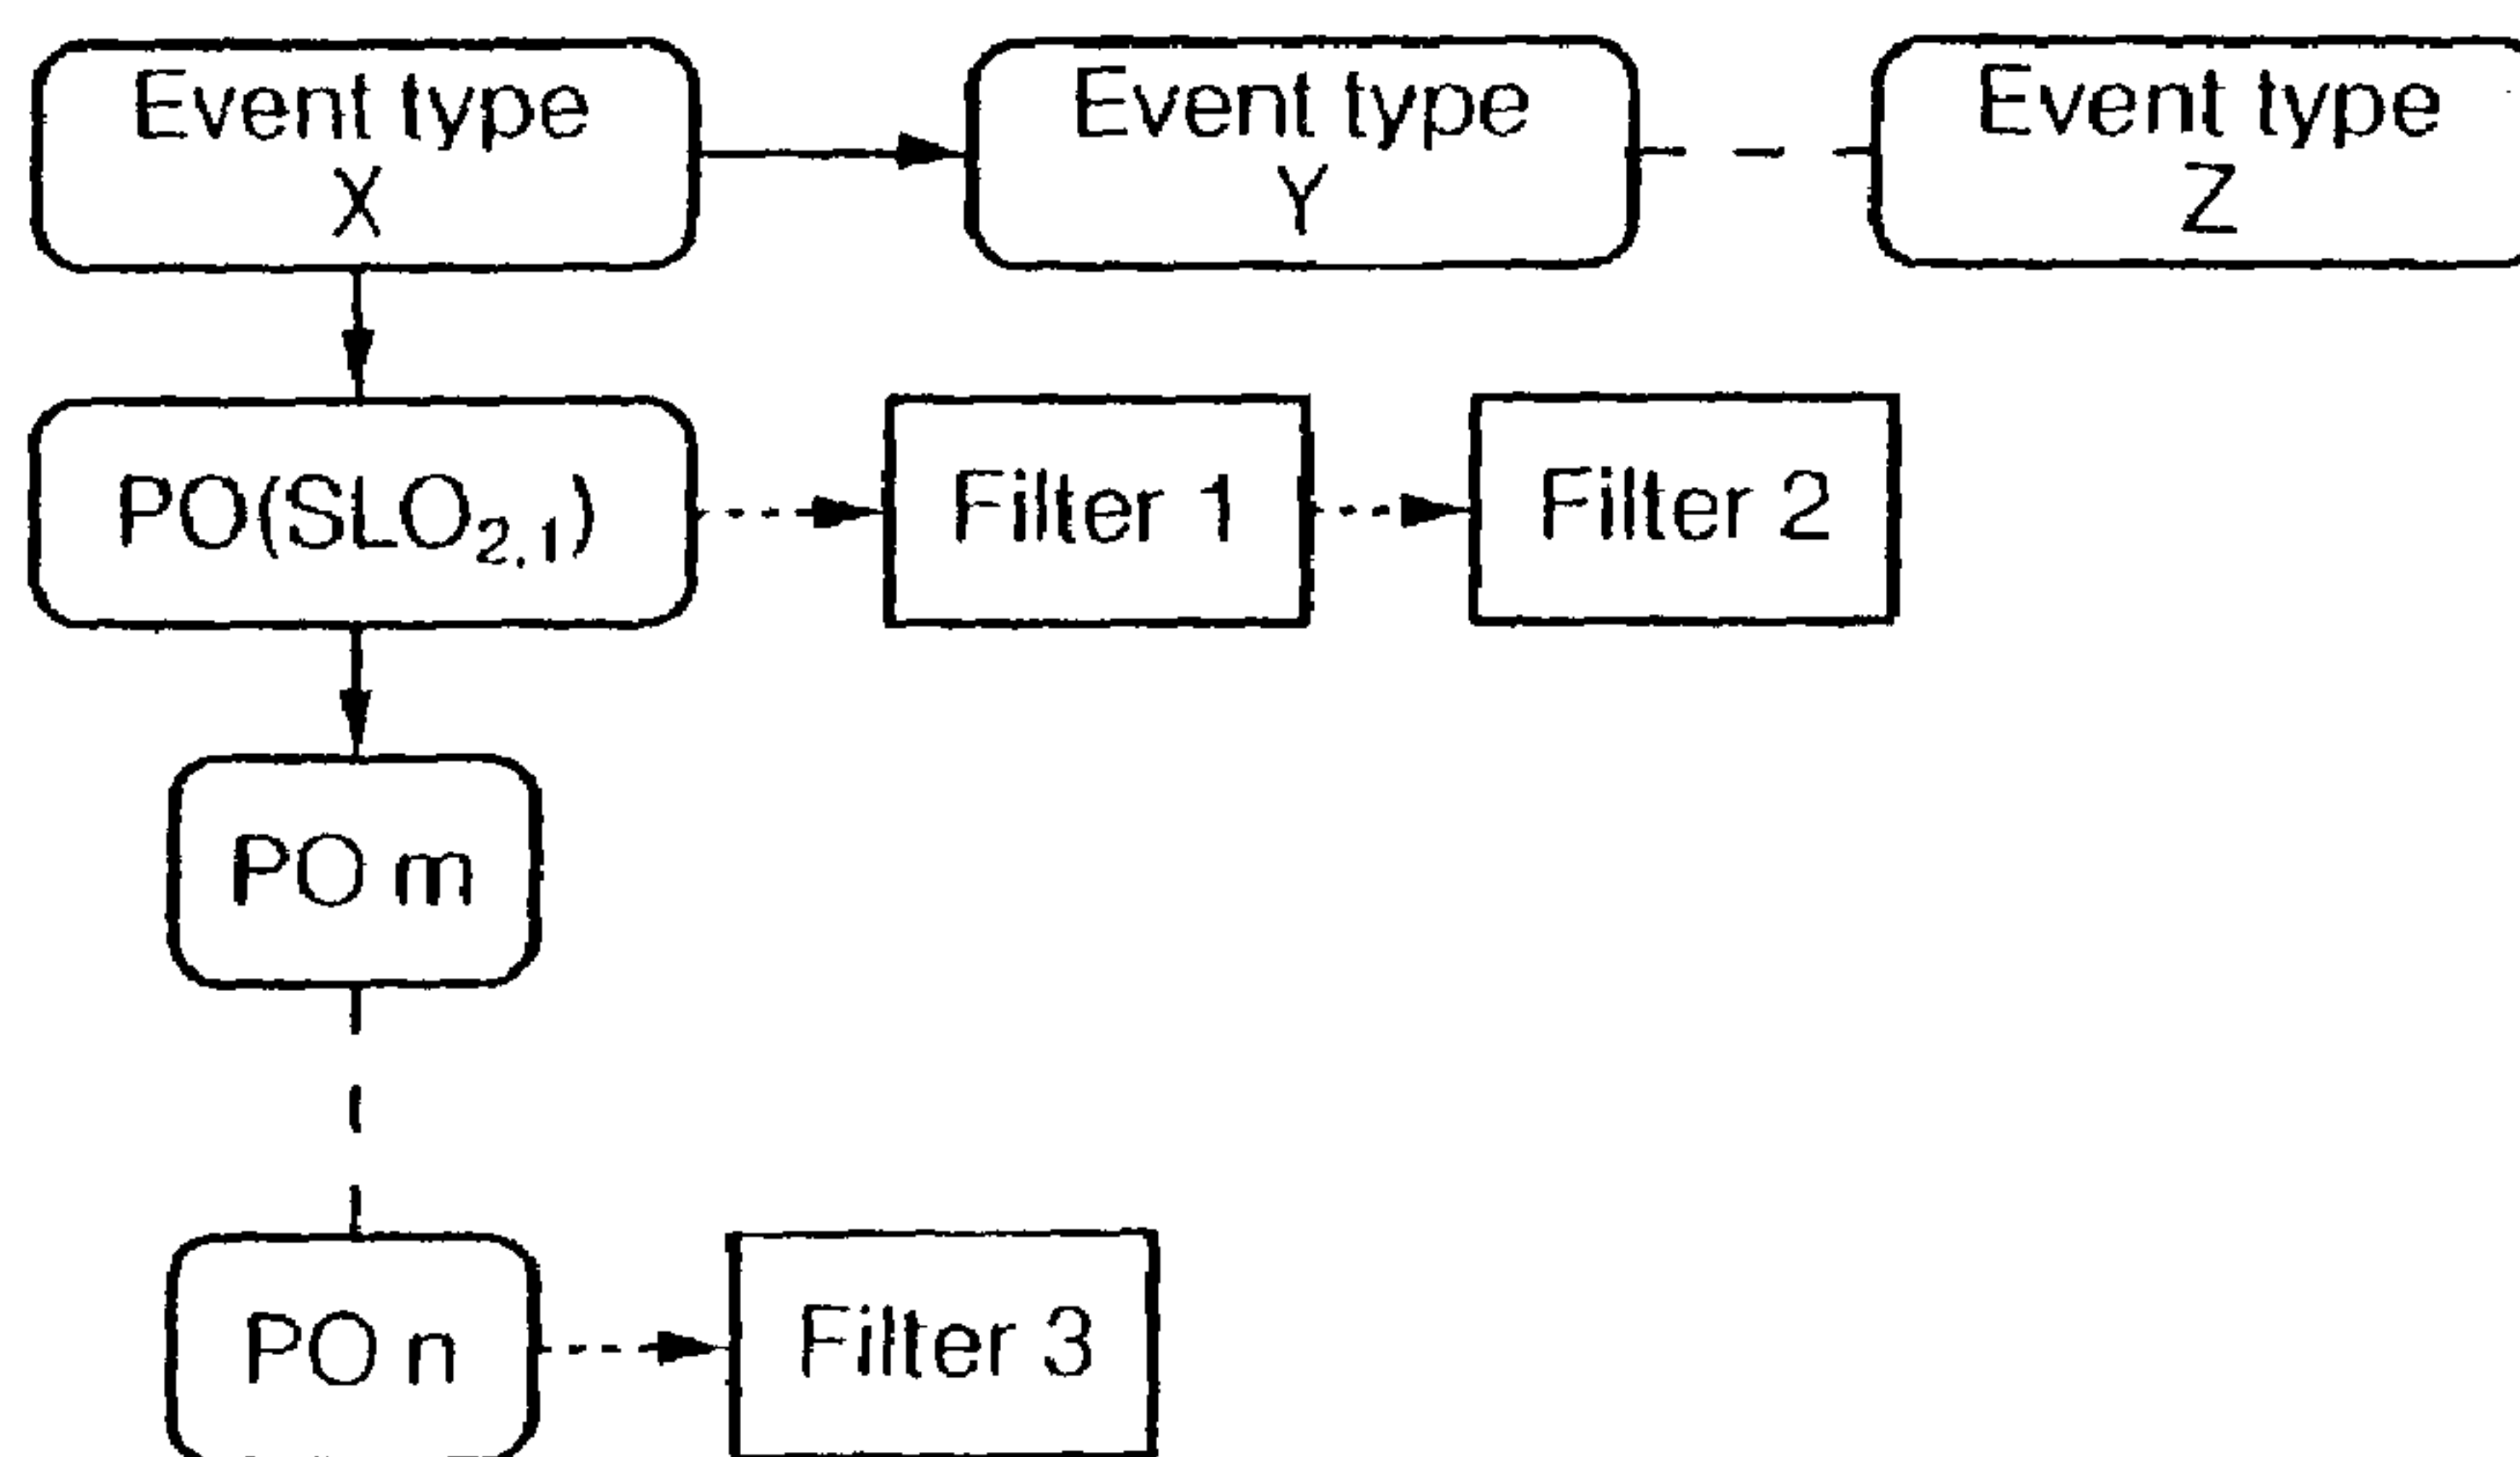 Event type
X
Event type
Y
Event type
Z
PO(SLO2,1)
Filter 1
Filter 2
PO m
PO n
Filter 3